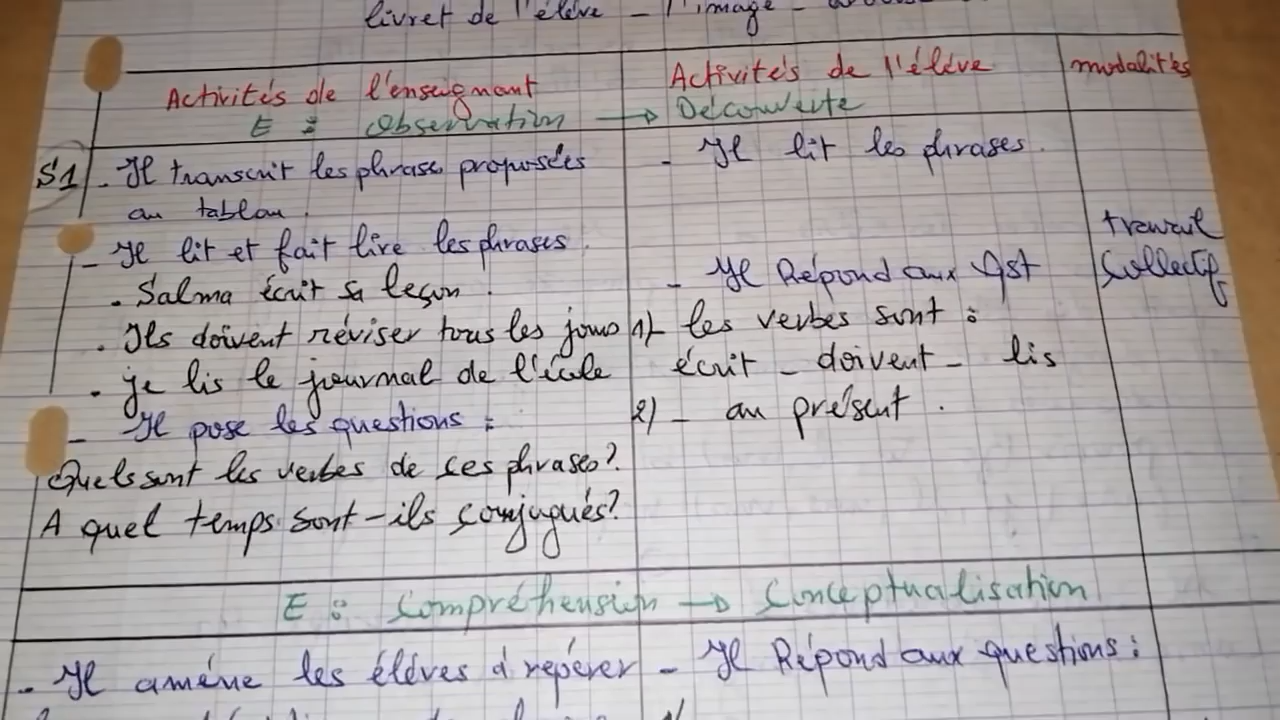 livret de l'élève - l'image -
Activités de l'enseignant
Activités de l'élève
modalités
E : Observation → Découverte
S1
- Il transcrit les phrases proposées
au tableau.
- Il lit et fait lire les phrases.
. Salma écrit sa leçon.
. Ils doivent réviser tous les jours
. je lis le journal de l'école
- Il pose les questions :
Quels sont les verbes de ces phrases?
A quel temps sont-ils conjugués?
- Il lit les phrases.
- Il Répond aux Qst
1) les verbes sont :
écrit - doivent - lis
2) - au présent.
travail
collectif
E : Compréhension → Conceptualisation
- Il amène les élèves à repérer
- Il Répond aux questions :